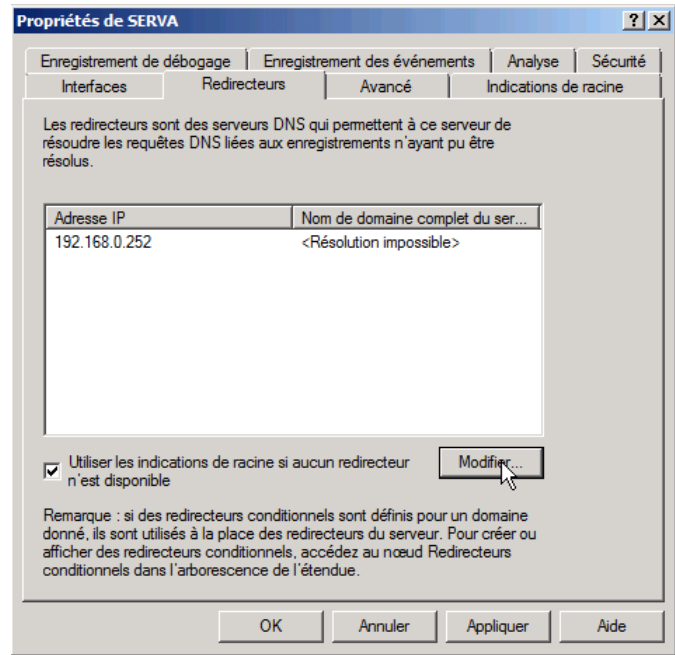 Propriétés de SERVA
Enregistrement de débogage Enregistrement des événements Analyse Sécurité
Interfaces Redirecteurs Avancé Indications de racine
Les redirecteurs sont des serveurs DNS qui permettent à ce serveur de
résoudre les requêtes DNS liées aux enregistrements n'ayant pu être
résolus.
Adresse IP Nom de domaine complet du ser...
192.168.0.252 <Résolution impossible>
Utiliser les indications de racine si aucun redirecteur
n'est disponible
Modifier...
Remarque : si des redirecteurs conditionnels sont définis pour un domaine
donné, ils sont utilisés à la place des redirecteurs du serveur. Pour créer ou
afficher des redirecteurs conditionnels, accédez au nœud Redirecteurs
conditionnels dans l'arborescence de l'étendue.
OK Annuler Appliquer Aide